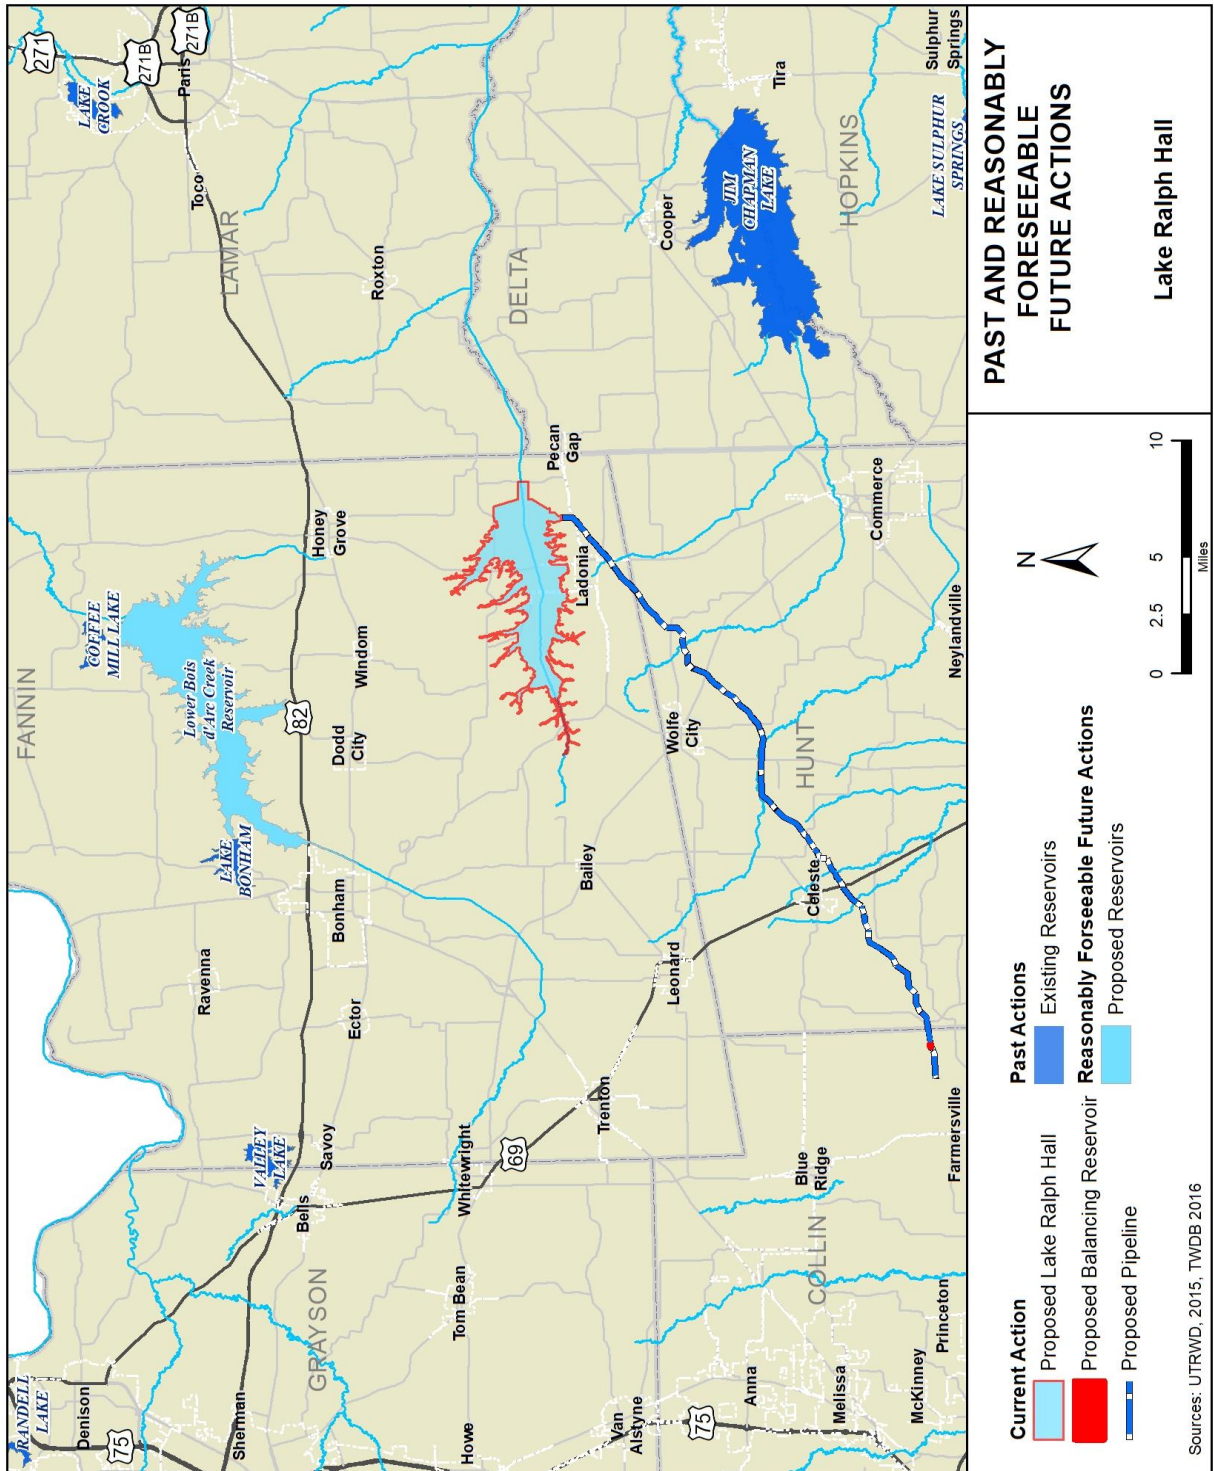 RANDELL
LAKE
Denison
75
Sherman
Howe
Van
Alstyne
75
Anna
Melissa
McKinney
Princeton
GRAYSON
Tom Bean
COLLIN
Bells
VALLEY
LAKE
Savoy
Whitewright
69
Blue
Ridge
Farmersville
Trenton
Ravenna
Ector
Bonham
Leonard
LAKE
BONHAM
Bailey
Celeste
FANNIN
Lower Bois
d'Arc Creek
Reservoir
82
Dodd
City
Windom
Wolfe
City
HUNT
COFFEE
MILL LAKE
Honey
Grove
Ladonia
Neylandville
Commerce
Pecan
Gap
LAMAR
Roxton
DELTA
Toco
Cooper
JIM
CHAPMAN
LAKE
HOPKINS
LAKE SULPHUR
SPRINGS
LAKE
CROOK
271
271B
271B
Paris
Tira
Sulphur
Springs
Current Action
Proposed Lake Ralph Hall
Proposed Balancing Reservoir
Proposed Pipeline
Past Actions
Existing Reservoirs
Reasonably Forseeable Future Actions
Proposed Reservoirs
Sources: UTRWD, 2015, TWDB 2016
N
0 2.5 5 10
Miles
PAST AND REASONABLY
FORESEEABLE
FUTURE ACTIONS
Lake Ralph Hall